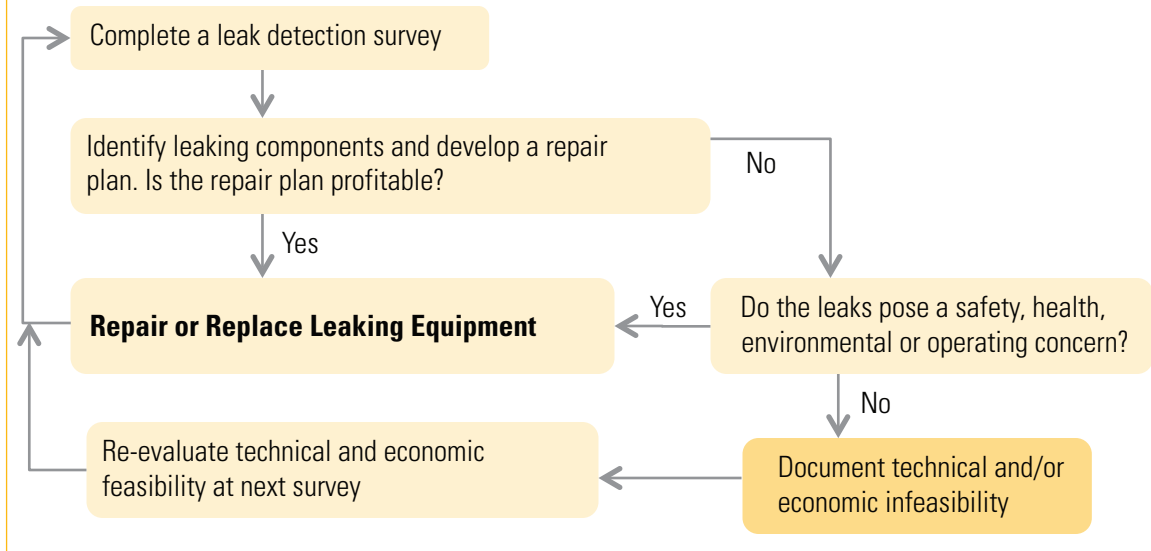 Complete a leak detection survey
Identify leaking components and develop a repair
plan. Is the repair plan profitable?
No
Yes
Repair or Replace Leaking Equipment
Yes
Do the leaks pose a safety, health,
environmental or operating concern?
No
Document technical and/or
economic infeasibility
Re-evaluate technical and economic
feasibility at next survey